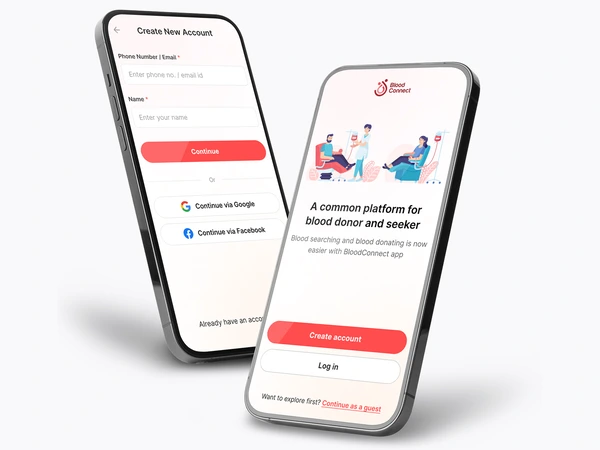 Create New Account
Phone Number / Email *
Enter phone no. / email id
Name *
Enter your name
Continue
Or
Continue via Google
Continue via Facebook
Already have an accou
Blood
Connect
A common platform for
blood donor and seeker
Blood searching and blood donating is now
easier with BloodConnect app
Create account
Log in
Want to explore first? Continue as a guest